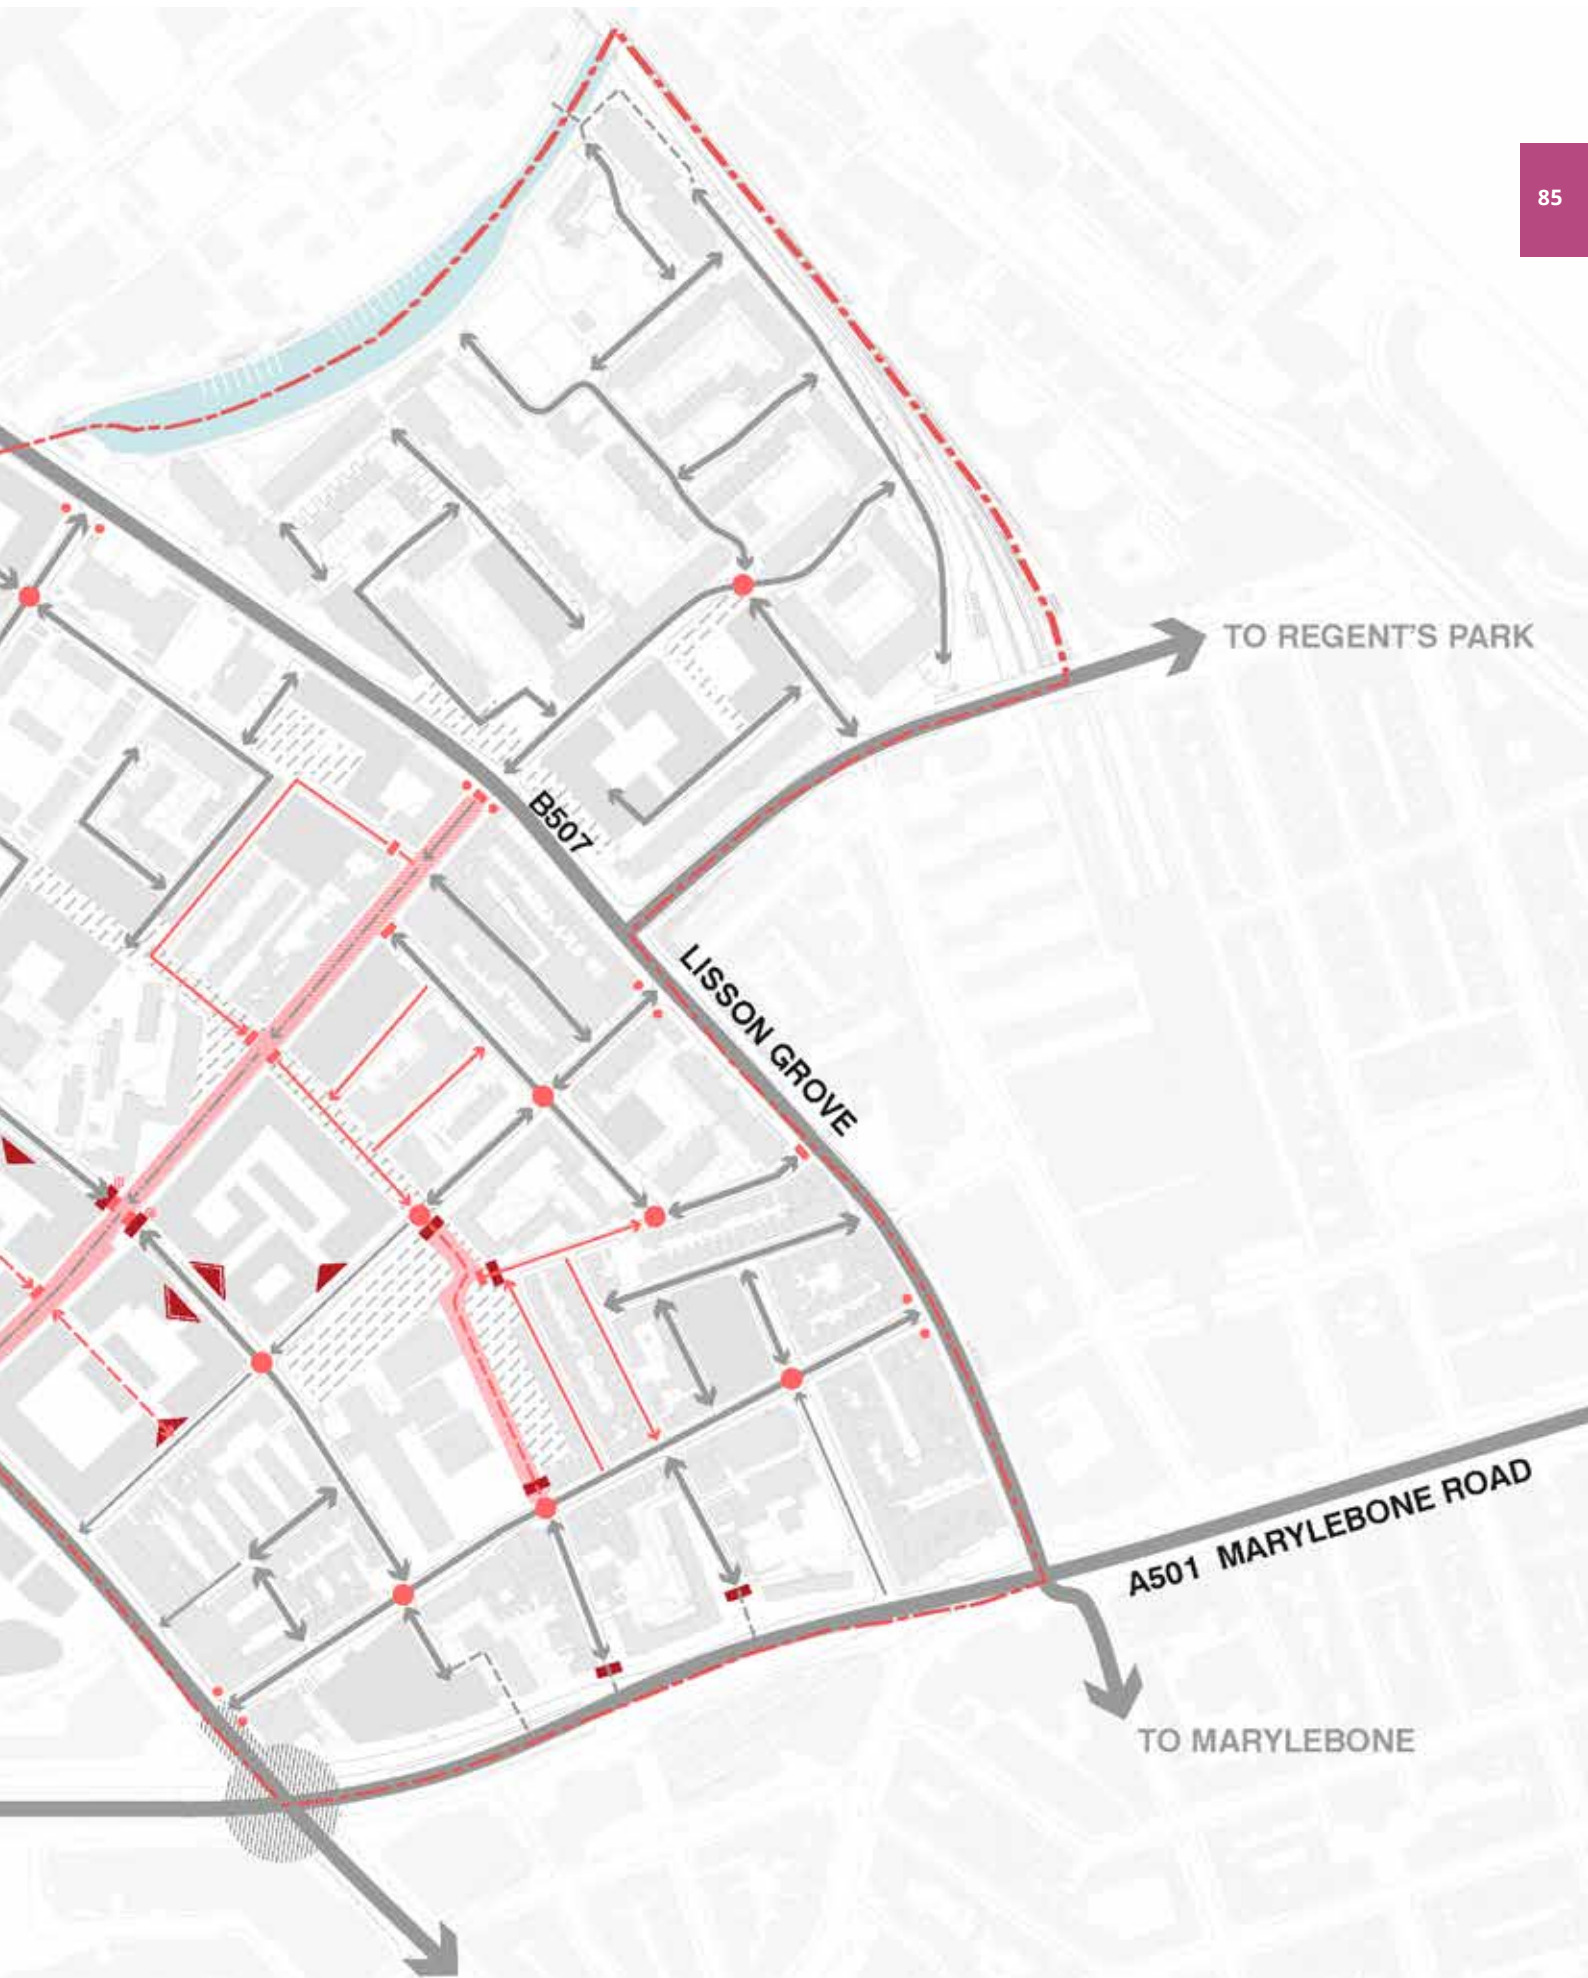 85
TO REGENT'S PARK
B507
LISSON GROVE
A501 MARYLEBONE ROAD
TO MARYLEBONE